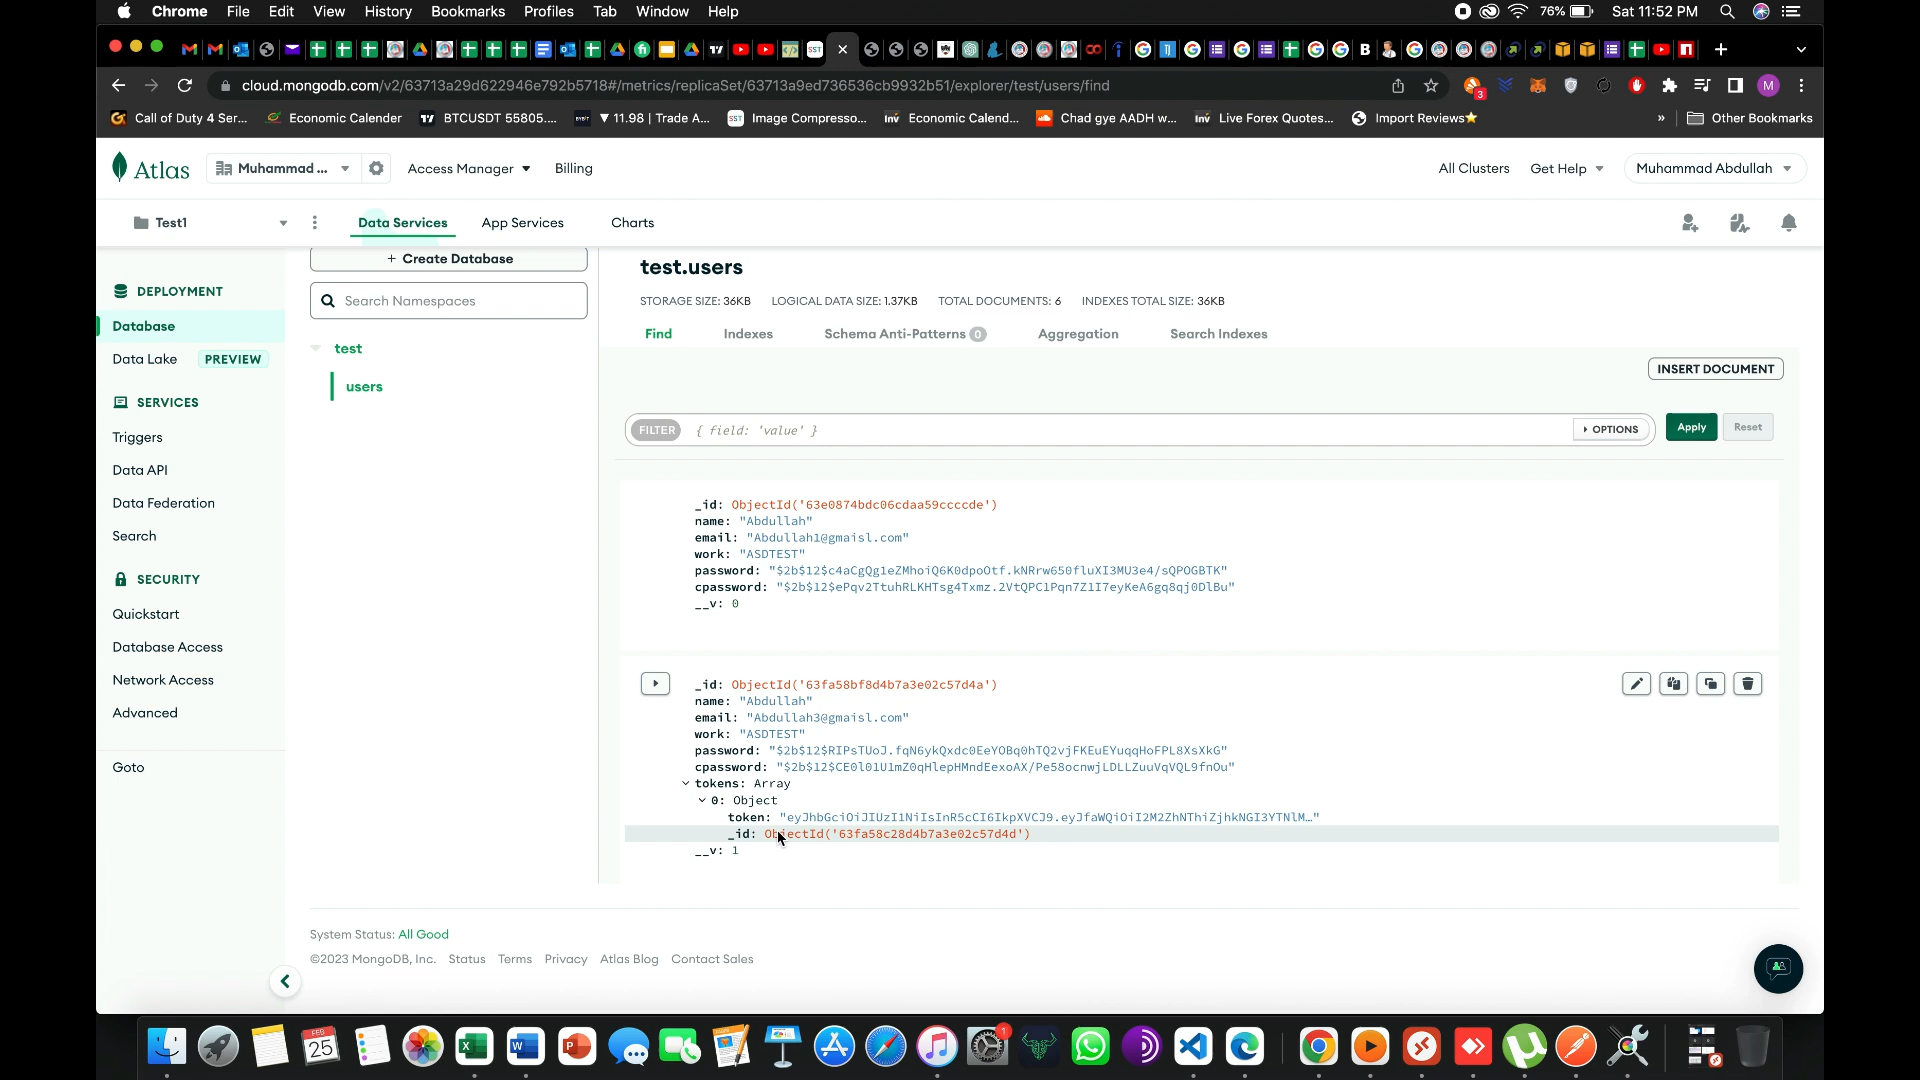 Chrome File Edit View History Bookmarks Profiles Tab Window Help 76% Sat 11:52 PM
cloud.mongodb.com/v2/63713a29d622946e792b5718#/metrics/replicaSet/63713a9ed736536cb9932b51/explorer/test/users/find
3
M
Call of Duty 4 Ser... Economic Calendar BTCUSDT 55805.... ▼ 11.98 | Trade A... Image Compresso... Economic Calend... Chad gye AADH w... Live Forex Quotes... Import Reviews⭐ » Other Bookmarks
Atlas Muhammad ... Access Manager Billing All Clusters Get Help Muhammad Abdullah
Test1 Data Services App Services Charts
DEPLOYMENT
Database
Data Lake PREVIEW
SERVICES
Triggers
Data API
Data Federation
Search
SECURITY
Quickstart
Database Access
Network Access
Advanced
Goto
+ Create Database
Search Namespaces
test
users
test.users
STORAGE SIZE: 36KB LOGICAL DATA SIZE: 1.37KB TOTAL DOCUMENTS: 6 INDEXES TOTAL SIZE: 36KB
Find Indexes Schema Anti-Patterns 0 Aggregation Search Indexes
INSERT DOCUMENT
FILTER { field: 'value' } OPTIONS Apply Reset
_id: ObjectId('63e0874bdc06cdaa59ccccde')
name: "Abdullah"
email: "Abdullah1@gmaisl.com"
work: "ASDTEST"
password: "$2b$12$c4aCgQg1eZMhoiQ6K0dpoOtf.kNRrw650fluXI3MU3e4/sQPOGBTK"
cpassword: "$2b$12$ePqv2TtuhRLKHTsg4Txmz.2VtQPC1Pqn7Z1I7eyKeA6gq8qj0DlBu"
__v: 0
_id: ObjectId('63fa58bf8d4b7a3e02c57d4a')
name: "Abdullah"
email: "Abdullah3@gmaisl.com"
work: "ASDTEST"
password: "$2b$12$RIPsTUoJ.fqN6ykQxdc0EeYOBq0hTQ2vjFKEuEYuqqHoFPL8XsXkG"
cpassword: "$2b$12$CE0l01U1mZ0qHlepHMndEexoAX/Pe58ocnwjLDLLZuuVqVQL9fnOu"
tokens: Array
0: Object
token: "eyJhbGciOiJIUzI1NiIsInR5cCI6IkpXVCJ9.eyJfaWQiOiI2M2ZhNThiZjhkNGI3YTNlM…"
_id: ObjectId('63fa58c28d4b7a3e02c57d4d')
__v: 1
System Status: All Good
©2023 MongoDB, Inc. Status Terms Privacy Atlas Blog Contact Sales
FEB
25
1